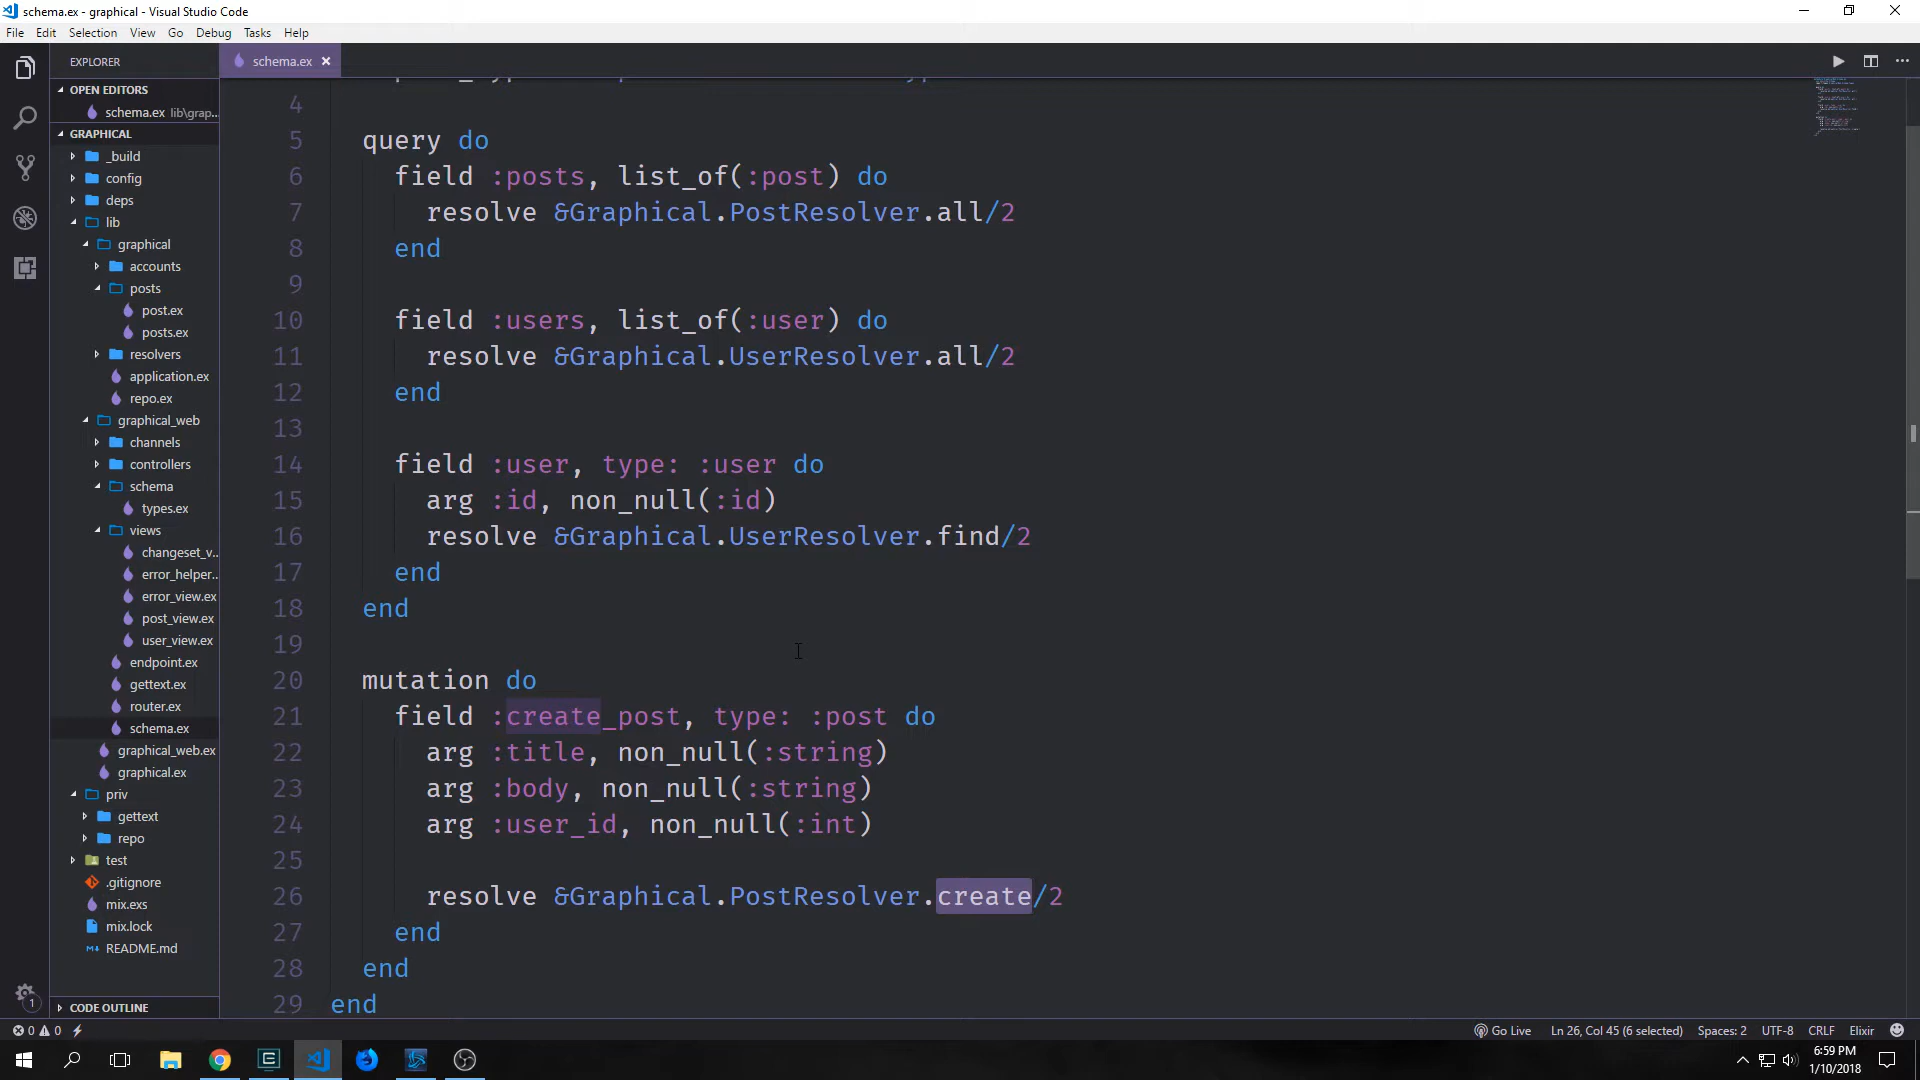 schema.ex - graphical - Visual Studio Code
File Edit Selection View Go Debug Tasks Help
EXPLORER
schema.ex
OPEN EDITORS
schema.ex lib\grap...
GRAPHICAL
_build
config
deps
lib
graphical
accounts
posts
post.ex
posts.ex
resolvers
application.ex
repo.ex
graphical_web
channels
controllers
schema
types.ex
views
changeset_v...
error_helper...
error_view.ex
post_view.ex
user_view.ex
endpoint.ex
gettext.ex
router.ex
schema.ex
graphical_web.ex
graphical.ex
priv
gettext
repo
test
.gitignore
mix.exs
mix.lock
README.md
CODE OUTLINE
4
5 query do
6 field :posts, list_of(:post) do
7 resolve &Graphical.PostResolver.all/2
8 end
9
10 field :users, list_of(:user) do
11 resolve &Graphical.UserResolver.all/2
12 end
13
14 field :user, type: :user do
15 arg :id, non_null(:id)
16 resolve &Graphical.UserResolver.find/2
17 end
18 end
19
20 mutation do
21 field :create_post, type: :post do
22 arg :title, non_null(:string)
23 arg :body, non_null(:string)
24 arg :user_id, non_null(:int)
25
26 resolve &Graphical.PostResolver.create/2
27 end
28 end
29 end
1
0 0 Go Live Ln 26, Col 45 (6 selected) Spaces: 2 UTF-8 CRLF Elixir
6:59 PM
1/10/2018